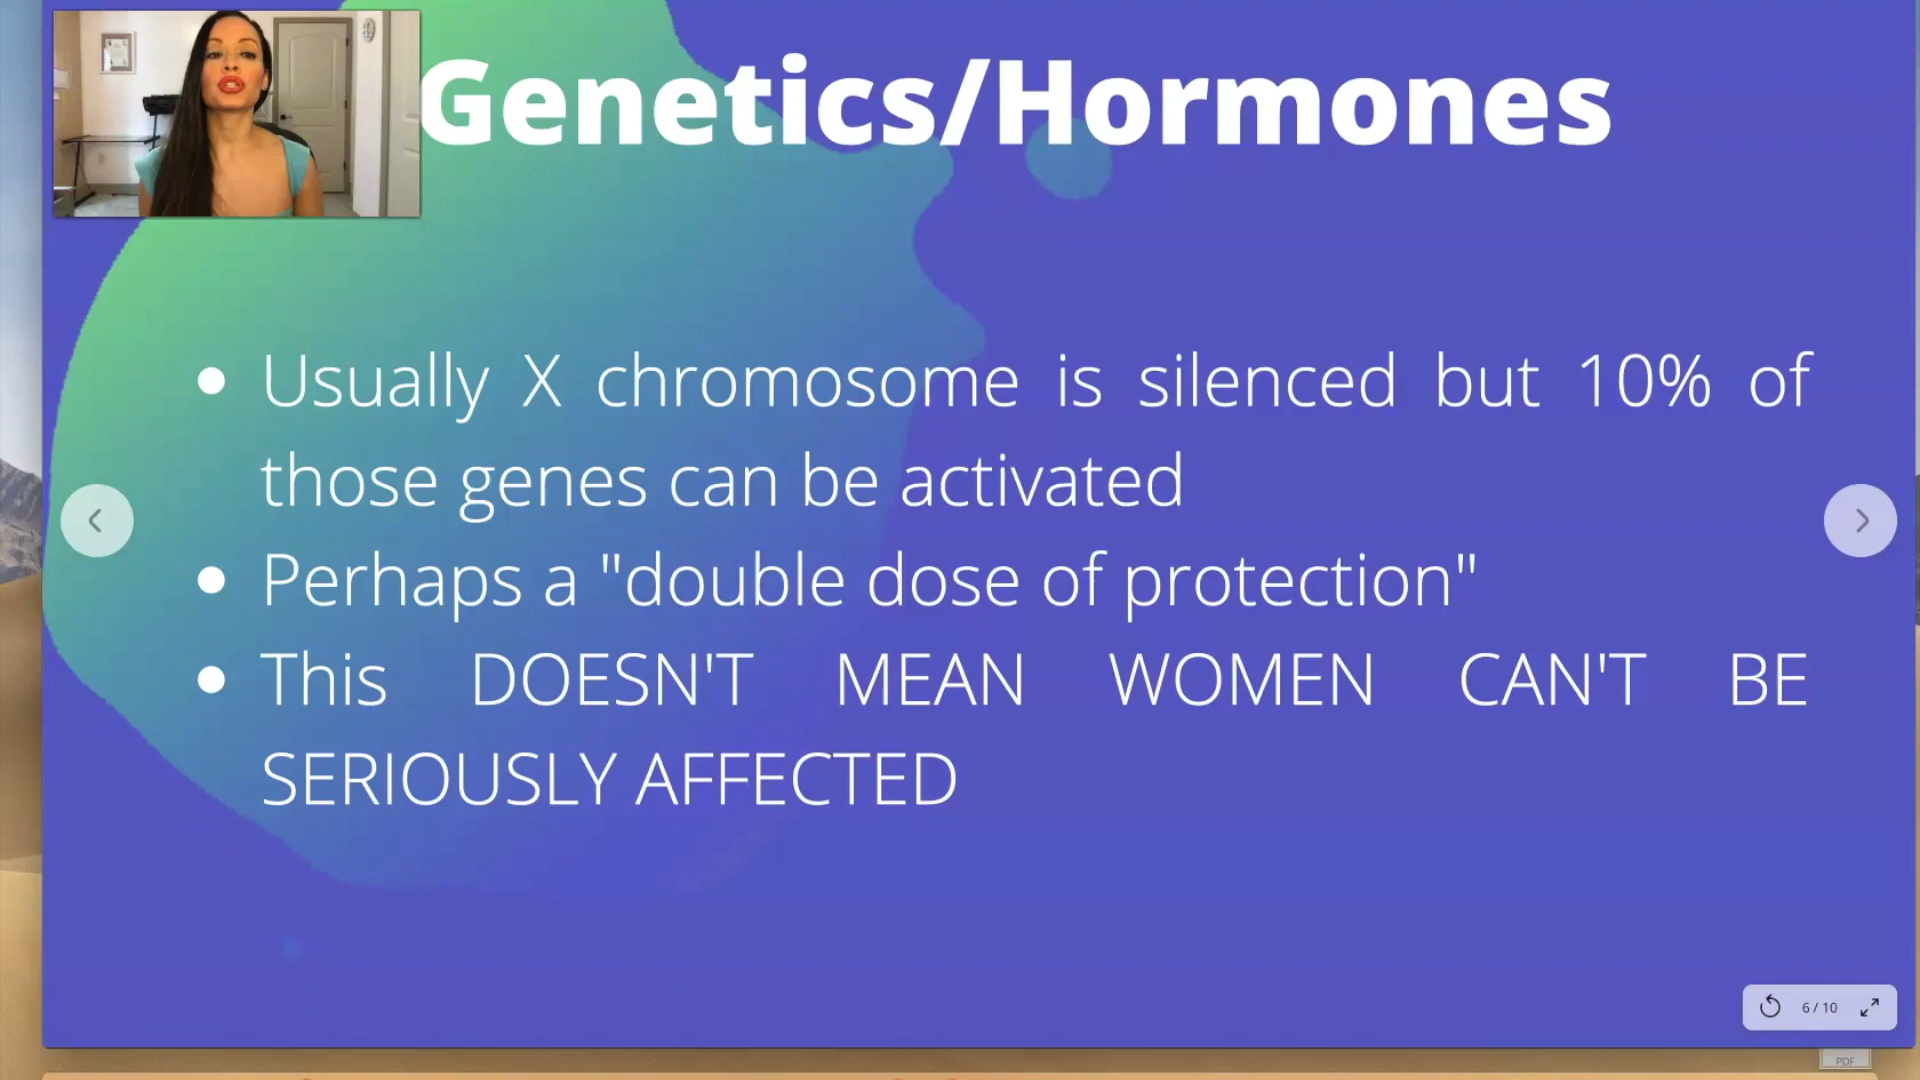 Genetics/Hormones
Usually X chromosome is silenced but 10% of
those genes can be activated
Perhaps a "double dose of protection"
This DOESN'T MEAN WOMEN CAN'T BE
SERIOUSLY AFFECTED
6 / 10
PDF